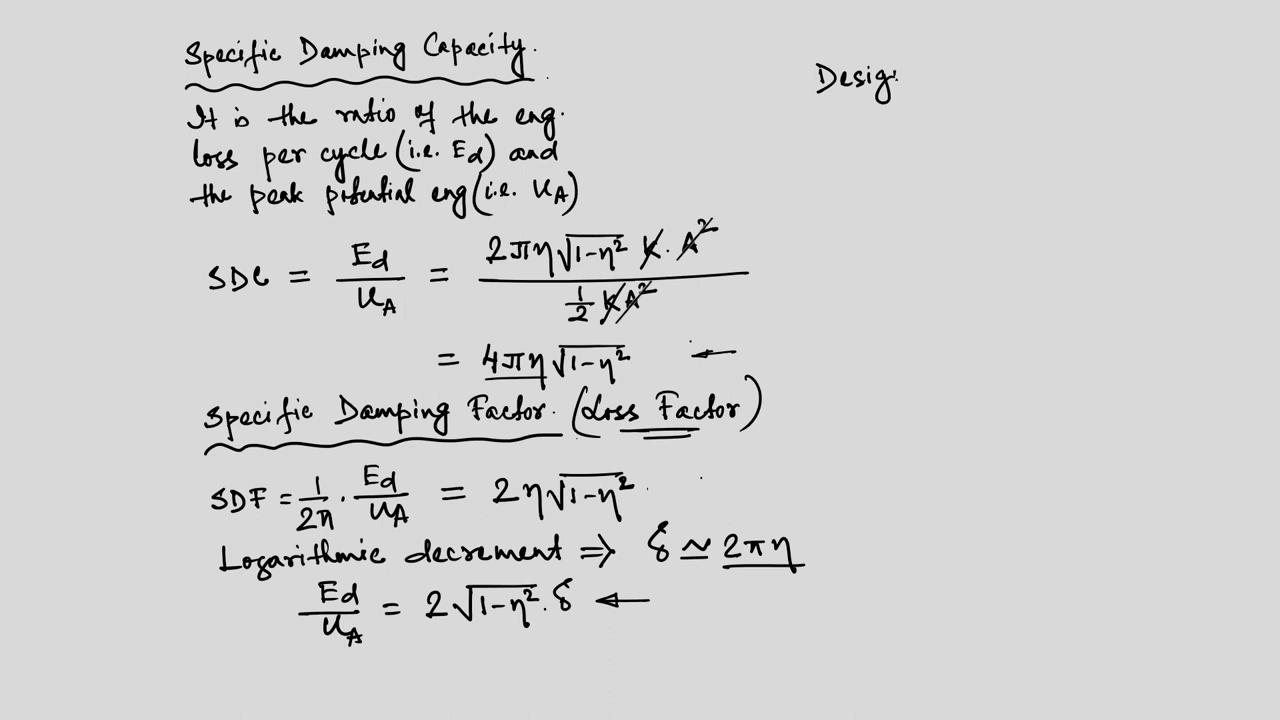 Specific Damping Capacity.
It is the ratio of the eng.
loss per cycle (i.e. Ed) and
the peak potential eng (i.e. UA)
SDC = Ed / UA = 2πη√(1-η²) K. A² / ½ KA²
= 4πη√(1-η²) ←
Specific Damping Factor. (Loss Factor)
SDF = 1/2π . Ed/UA = 2η√(1-η²)
Logarithmic decrement ⇒ δ ≃ 2πη
Ed/UA = 2√(1-η²) . δ ←
Desig